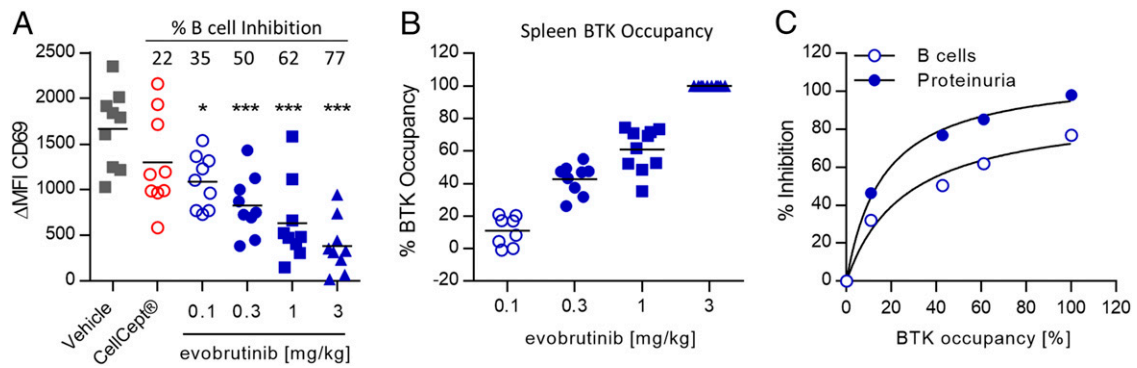 A
% B cell Inhibition
22 35 50 62 77
* *** *** ***
ΔMFI CD69
2500
2000
1500
1000
500
0
Vehicle
CellCept®
0.1 0.3 1 3
evobrutinib [mg/kg]
B
Spleen BTK Occupancy
% BTK Occupancy
120
100
80
60
40
20
0
-20
0.1 0.3 1 3
evobrutinib [mg/kg]
C
B cells
Proteinuria
% Inhibition
120
100
80
60
40
20
0
0 20 40 60 80 100 120
BTK occupancy [%]